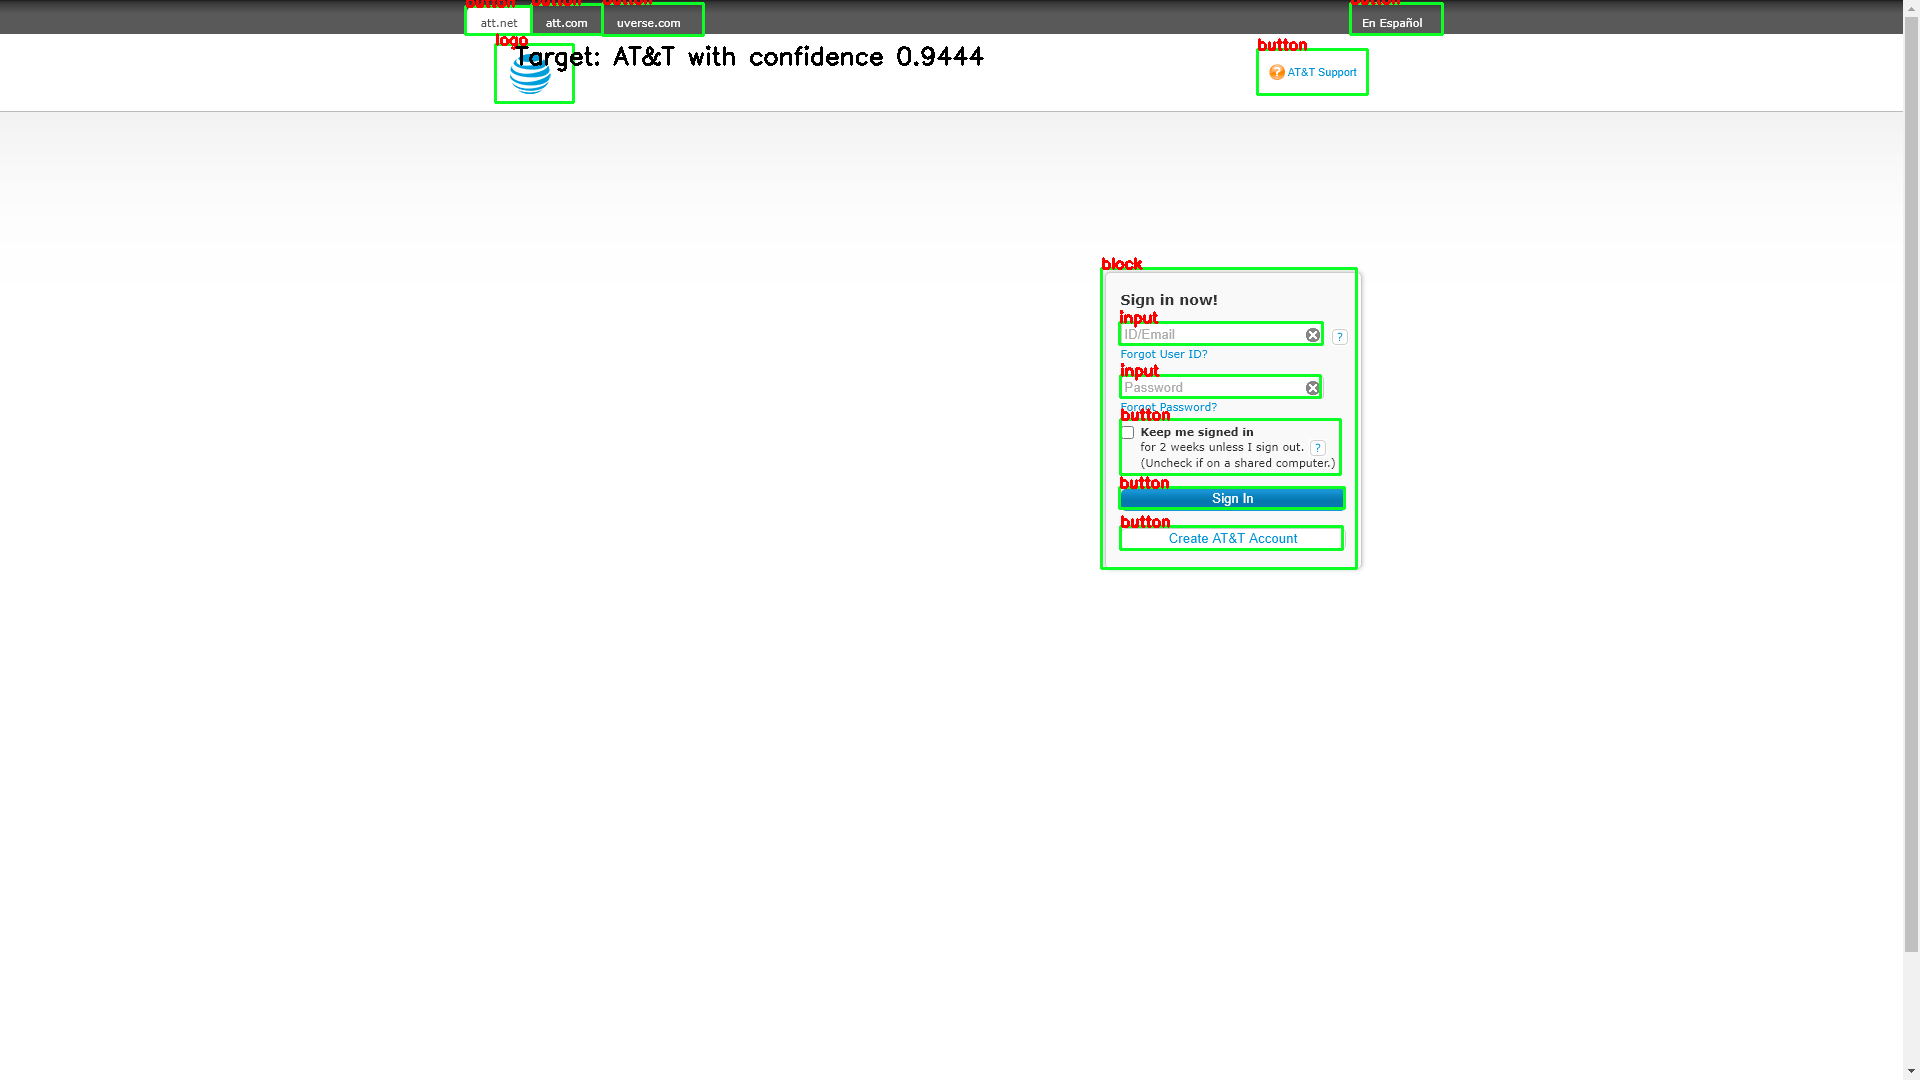 button
button
button
button
att.net
att.com
uverse.com
En Español
logo
Target: AT&T with confidence 0.9444
button
AT&T Support
block
Sign in now!
input
ID/Email
?
Forgot User ID?
input
Password
Forgot Password?
button
Keep me signed in
for 2 weeks unless I sign out. ?
(Uncheck if on a shared computer.)
button
Sign In
button
Create AT&T Account